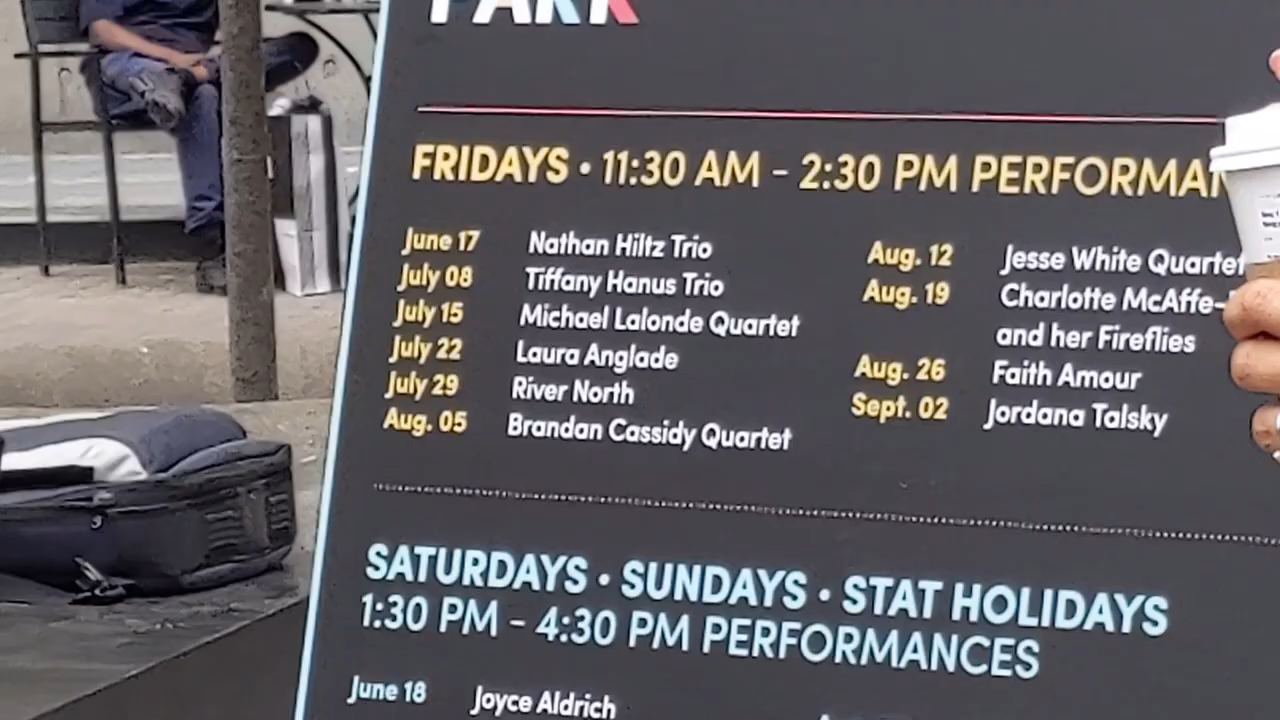 PARK
FRIDAYS • 11:30 AM - 2:30 PM
June 17 Nathan Hiltz Trio
July 08 Tiffany Hanus Trio
July 15 Michael Lalonde Quartet
July 22 Laura Anglade
July 29 River North
Aug. 05 Brandan Cassidy Quartet
Aug. 12 Jesse White Quartet
Aug. 19 Charlotte McAffe-
and her Fireflies
Aug. 26 Faith Amour
Sept. 02 Jordana Talsky
SATURDAYS • SUNDAYS • STAT HOLIDAYS
1:30 PM - 4:30 PM PERFORMANCES
June 18 Joyce Aldrich